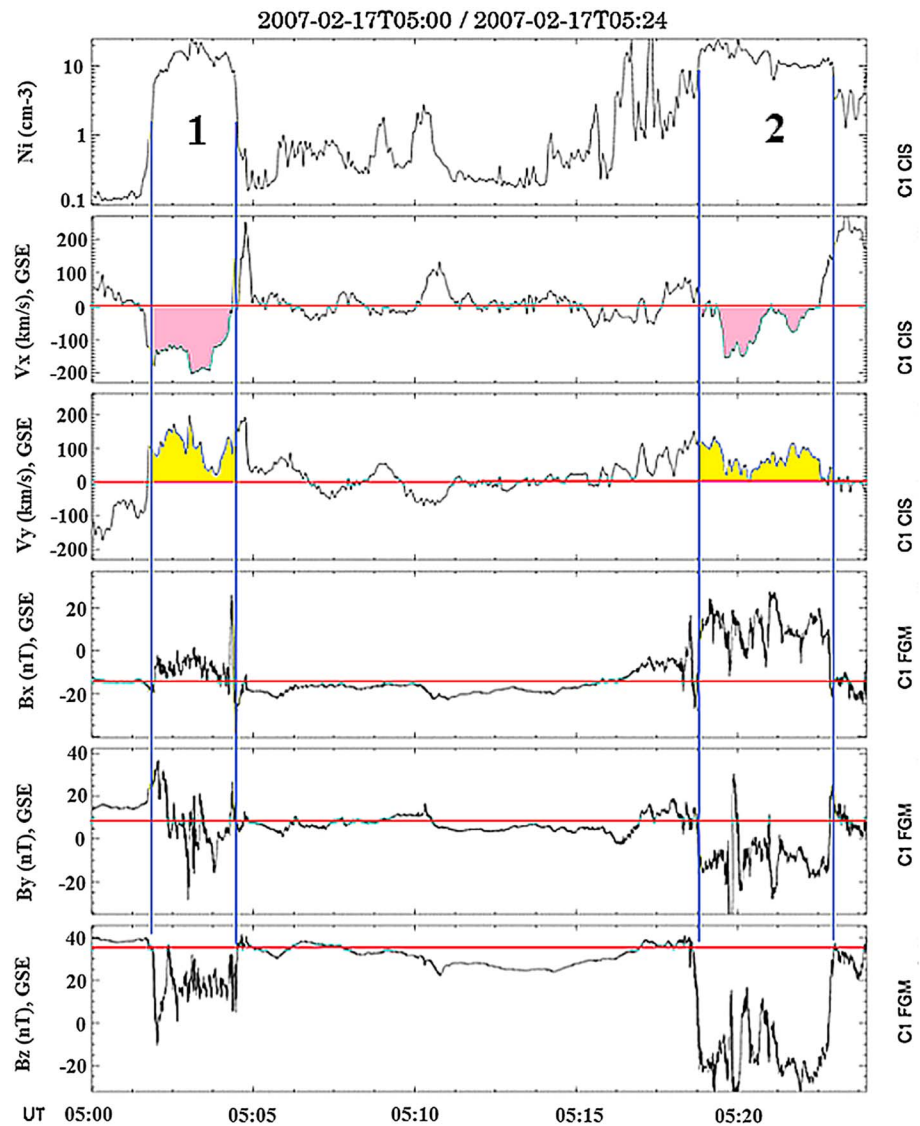 2007-02-17T05:00 / 2007-02-17T05:24
Ni (cm-3)
10
1
0.1
1
2
C1 CIS
Vx (km/s), GSE
200
100
0
-100
-200
C1 CIS
Vy (km/s), GSE
200
100
0
-100
-200
C1 CIS
Bx (nT), GSE
20
0
-20
C1 FGM
By (nT), GSE
40
20
0
-20
C1 FGM
Bz (nT), GSE
40
20
0
-20
C1 FGM
UT 05:00 05:05 05:10 05:15 05:20